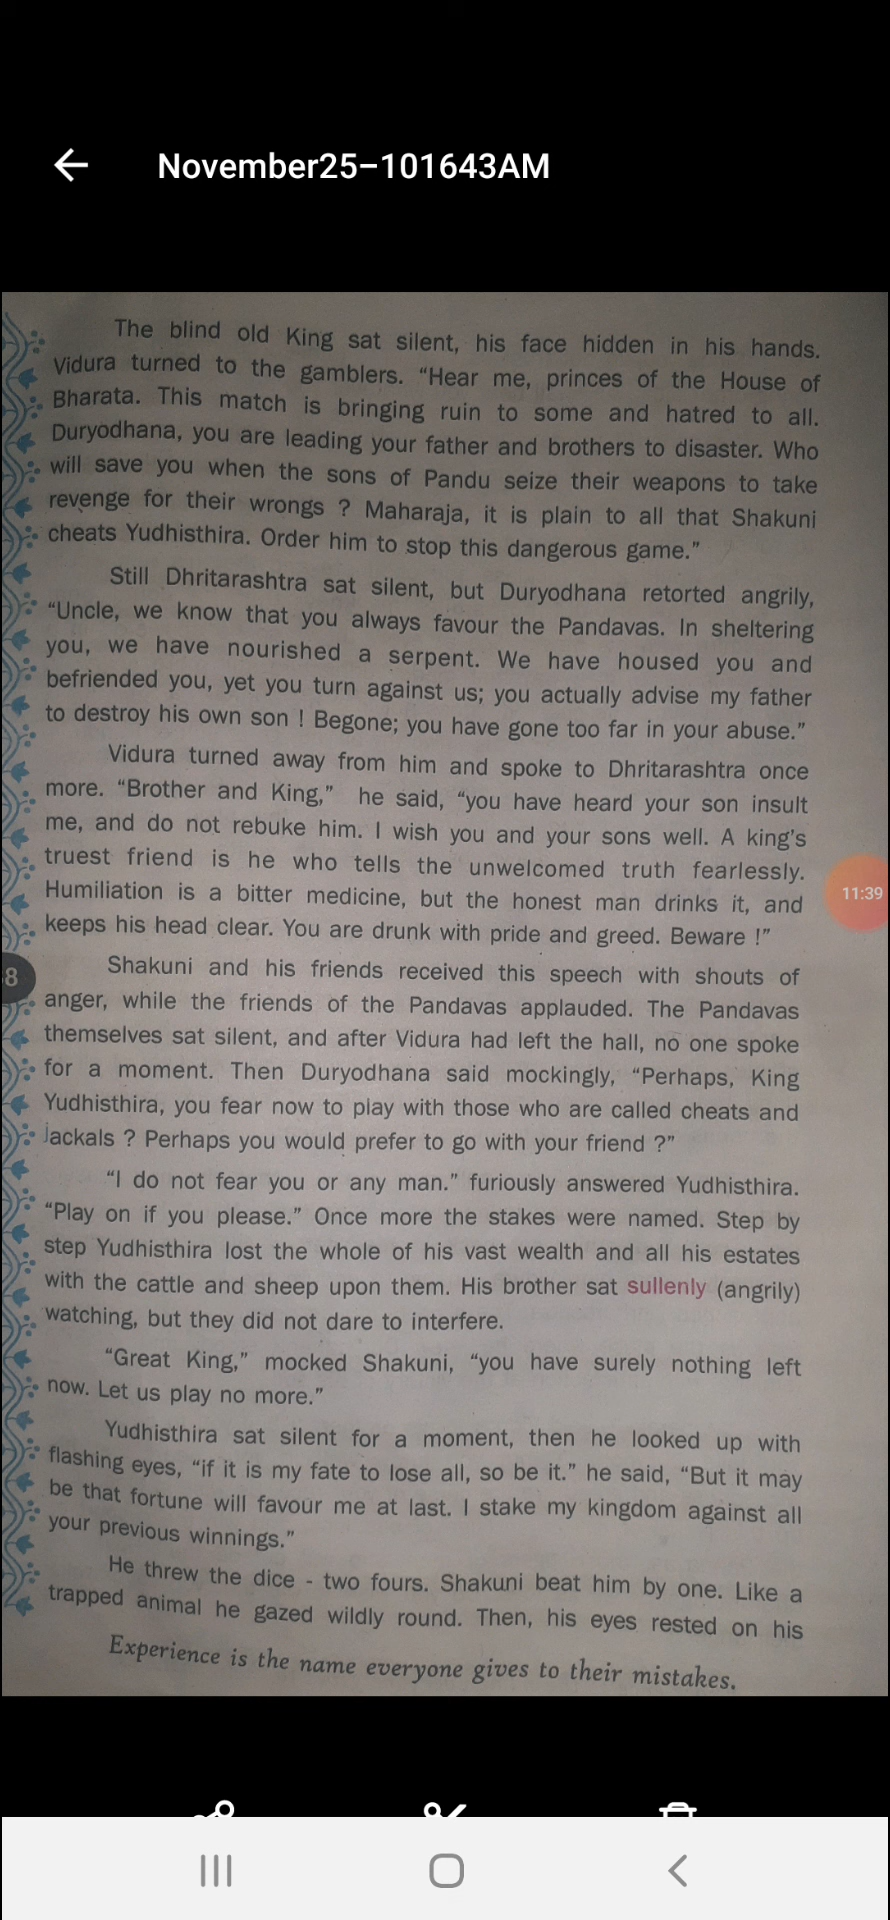 November25–101643AM
The blind old King sat silent, his face hidden in his hands.
Vidura turned to the gamblers. “Hear me, princes of the House of
Bharata. This match is bringing ruin to some and hatred to all.
Duryodhana, you are leading your father and brothers to disaster. Who
will save you when the sons of Pandu seize their weapons to take
revenge for their wrongs ? Maharaja, it is plain to all that Shakuni
cheats Yudhisthira. Order him to stop this dangerous game.”
Still Dhritarashtra sat silent, but Duryodhana retorted angrily,
“Uncle, we know that you always favour the Pandavas. In sheltering
you, we have nourished a serpent. We have housed you and
befriended you, yet you turn against us; you actually advise my father
to destroy his own son ! Begone; you have gone too far in your abuse.”
Vidura turned away from him and spoke to Dhritarashtra once
more. “Brother and King,” he said, “you have heard your son insult
me, and do not rebuke him. I wish you and your sons well. A king’s
truest friend is he who tells the unwelcomed truth fearlessly.
Humiliation is a bitter medicine, but the honest man drinks it, and
keeps his head clear. You are drunk with pride and greed. Beware !”
11:39
Shakuni and his friends received this speech with shouts of
8
anger, while the friends of the Pandavas applauded. The Pandavas
themselves sat silent, and after Vidura had left the hall, no one spoke
for a moment. Then Duryodhana said mockingly, “Perhaps, King
Yudhisthira, you fear now to play with those who are called cheats and
jackals ? Perhaps you would prefer to go with your friend ?”
“I do not fear you or any man.” furiously answered Yudhisthira.
“Play on if you please.” Once more the stakes were named. Step by
step Yudhisthira lost the whole of his vast wealth and all his estates
with the cattle and sheep upon them. His brother sat sullenly (angrily)
watching, but they did not dare to interfere.
“Great King,” mocked Shakuni, “you have surely nothing left
now. Let us play no more.”
Yudhisthira sat silent for a moment, then he looked up with
flashing eyes, “if it is my fate to lose all, so be it.” he said, “But it may
be that fortune will favour me at last. I stake my kingdom against all
your previous winnings.”
He threw the dice - two fours. Shakuni beat him by one. Like a
trapped animal he gazed wildly round. Then, his eyes rested on his
Experience is the name everyone gives to their mistakes.